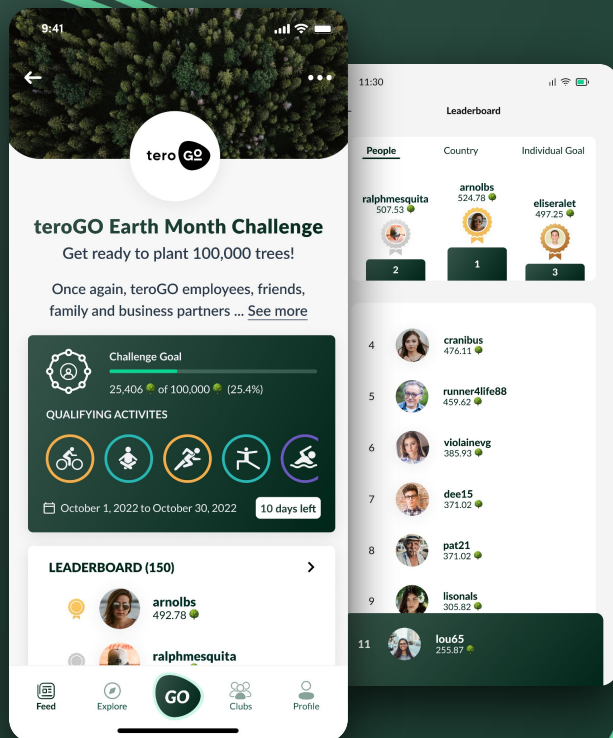 9:41
tero GO
teroGO Earth Month Challenge
Get ready to plant 100,000 trees!
Once again, teroGO employees, friends,
family and business partners ... See more
Challenge Goal
25,406 of 100,000 (25.4%)
QUALIFYING ACTIVITES
October 1, 2022 to October 30, 2022
10 days left
LEADERBOARD (150)
arnolbs
492.78
ralphmesquita
Feed
Explore
GO
Clubs
Profile
11:30
Leaderboard
People Country Individual Goal
ralphmesquita
507.53
2
arnolbs
524.78
1
eliseralet
497.25
3
4
cranibus
476.11
5
runner4life88
459.62
6
violainevg
385.93
7
dee15
371.02
8
pat21
371.02
9
lisonals
305.82
11
lou65
255.87